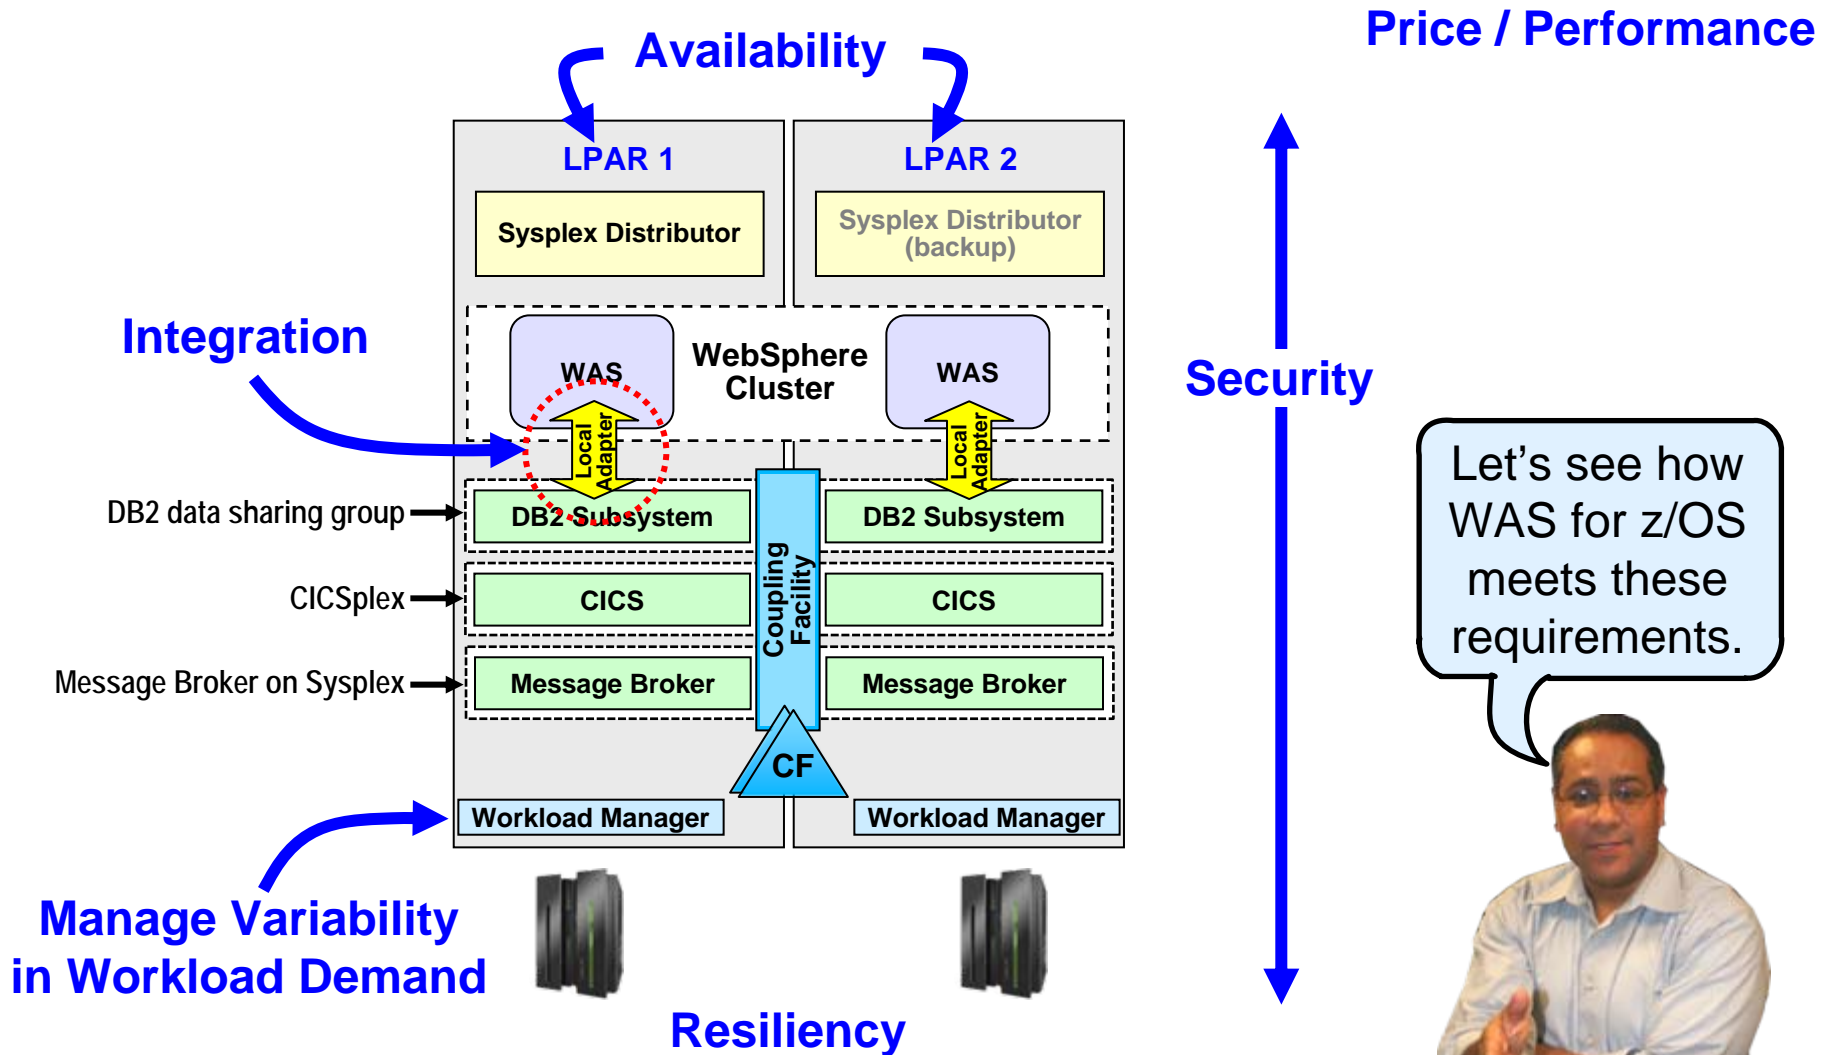 Price / Performance
Availability
LPAR 1
LPAR 2
Sysplex Distributor
Sysplex Distributor
(backup)
Integration
WAS
WebSphere
Cluster
WAS
Security
Local
Adapter
Local
Adapter
Let’s see how
WAS for z/OS
meets these
requirements.
DB2 data sharing group
DB2 Subsystem
DB2 Subsystem
Coupling
Facility
CICSplex
CICS
CICS
Message Broker on Sysplex
Message Broker
Message Broker
CF
Workload Manager
Workload Manager
Manage Variability
in Workload Demand
Resiliency